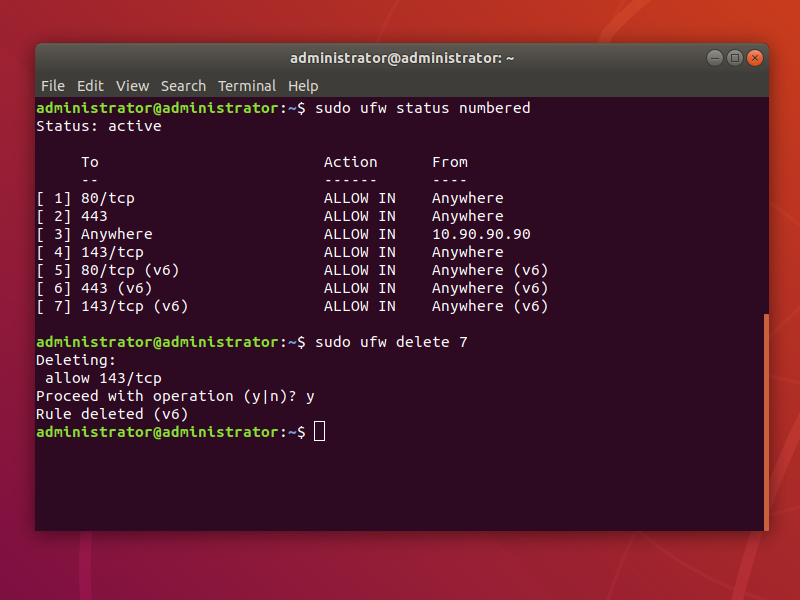 administrator@administrator: ~
File Edit View Search Terminal Help
administrator@administrator:~$ sudo ufw status numbered
Status: active
     To                         Action      From
     --                         ------      ----
[ 1] 80/tcp                     ALLOW IN    Anywhere
[ 2] 443                        ALLOW IN    Anywhere
[ 3] Anywhere                   ALLOW IN    10.90.90.90
[ 4] 143/tcp                    ALLOW IN    Anywhere
[ 5] 80/tcp (v6)                ALLOW IN    Anywhere (v6)
[ 6] 443 (v6)                   ALLOW IN    Anywhere (v6)
[ 7] 143/tcp (v6)               ALLOW IN    Anywhere (v6)
administrator@administrator:~$ sudo ufw delete 7
Deleting:
 allow 143/tcp
Proceed with operation (y|n)? y
Rule deleted (v6)
administrator@administrator:~$